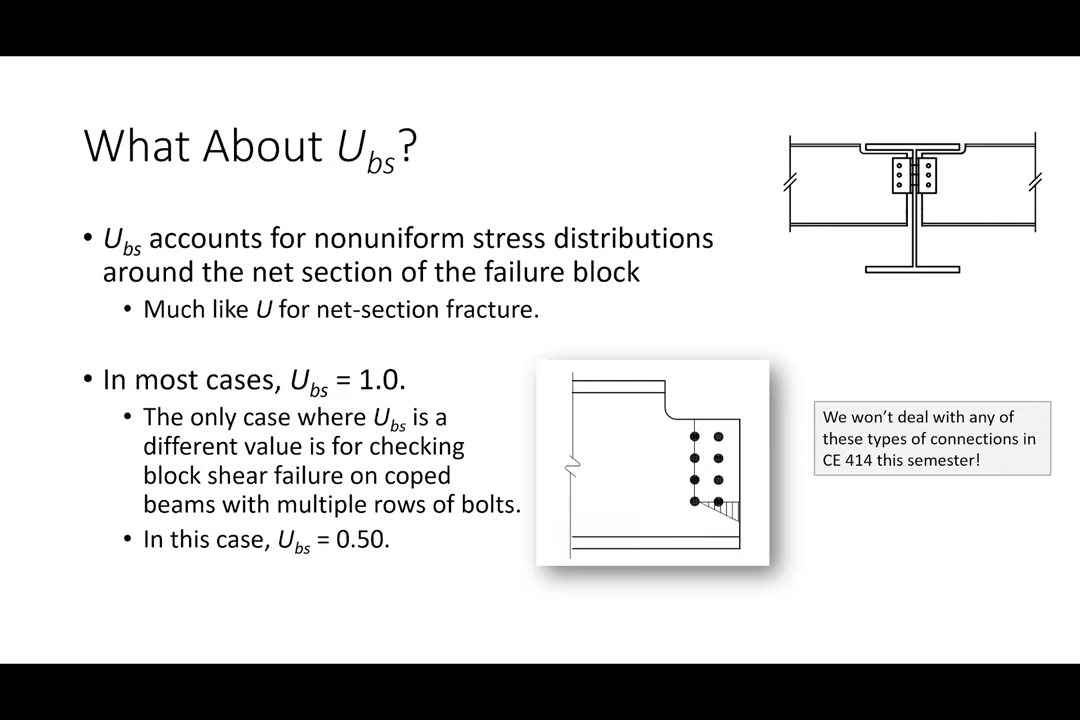 What About Ubs?
• Ubs accounts for nonuniform stress distributions
around the net section of the failure block
• Much like U for net-section fracture.
• In most cases, Ubs = 1.0.
• The only case where Ubs is a
different value is for checking
block shear failure on coped
beams with multiple rows of bolts.
• In this case, Ubs = 0.50.
We won’t deal with any of
these types of connections in
CE 414 this semester!